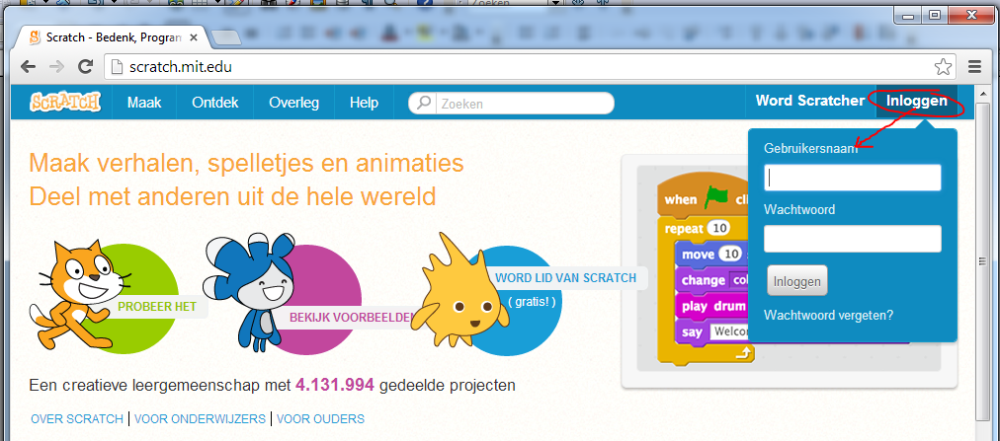 Zoeken
Scratch - Bedenk, Program
scratch.mit.edu
SCRATCH Maak Ontdek Overleg Help Zoeken Word Scratcher Inloggen
Maak verhalen, spelletjes en animaties
Deel met anderen uit de hele wereld
PROBEER HET
BEKIJK VOORBEELDEN
WORD LID VAN SCRATCH
( gratis! )
when cli
repeat 10
move 10 s
change col
play drum
say Welco
Gebruikersnaam
Wachtwoord
Inloggen
Wachtwoord vergeten?
Een creatieve leergemeenschap met 4.131.994 gedeelde projecten
OVER SCRATCH | VOOR ONDERWIJZERS | VOOR OUDERS